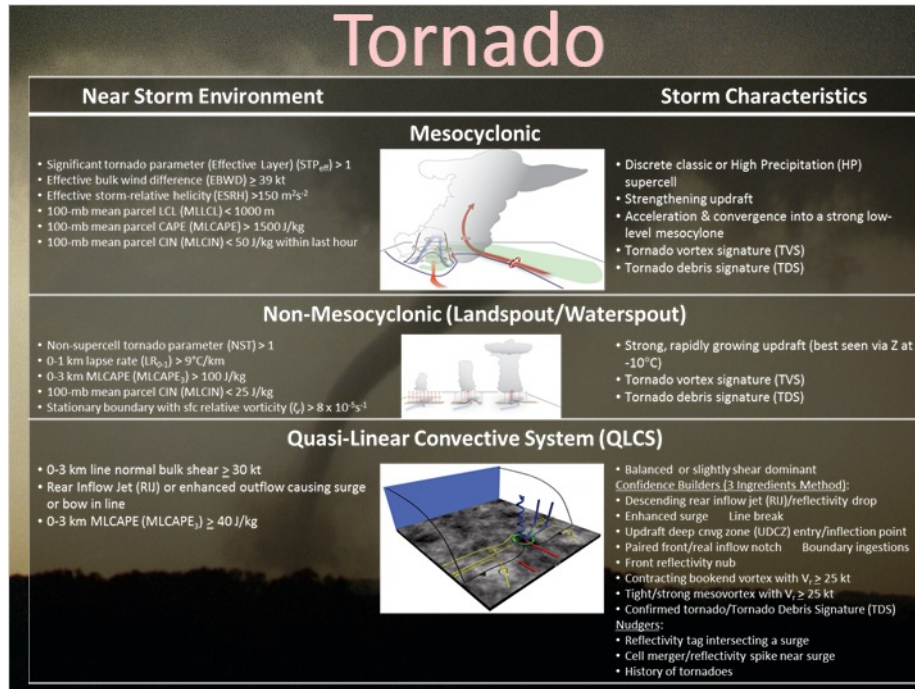 Tornado
Near Storm Environment
Storm Characteristics
Mesocyclonic
• Significant tornado parameter (Effective Layer) (STPeff) > 1
• Effective bulk wind difference (EBWD) ≥ 39 kt
• Effective storm-relative helicity (ESRH) >150 m²s⁻²
• 100-mb mean parcel LCL (MLLCL) < 1000 m
• 100-mb mean parcel CAPE (MLCAPE) > 1500 J/kg
• 100-mb mean parcel CIN (MLCIN) < 50 J/kg within last hour
• Discrete classic or High Precipitation (HP)
supercell
• Strengthening updraft
• Acceleration & convergence into a strong low-
level mesocylone
• Tornado vortex signature (TVS)
• Tornado debris signature (TDS)
Non-Mesocyclonic (Landspout/Waterspout)
• Non-supercell tornado parameter (NST) > 1
• 0-1 km lapse rate (LR₀₋₁) > 9°C/km
• 0-3 km MLCAPE (MLCAPE₃) > 100 J/kg
• 100-mb mean parcel CIN (MLCIN) < 25 J/kg
• Stationary boundary with sfc relative vorticity (ζr) > 8 x 10⁻⁵s⁻¹
• Strong, rapidly growing updraft (best seen via Z at
-10°C)
• Tornado vortex signature (TVS)
• Tornado debris signature (TDS)
Quasi-Linear Convective System (QLCS)
• 0-3 km line normal bulk shear ≥ 30 kt
• Rear Inflow Jet (RIJ) or enhanced outflow causing surge
or bow in line
• 0-3 km MLCAPE (MLCAPE₃) ≥ 40 J/kg
• Balanced or slightly shear dominant
Confidence Builders (3 Ingredients Method):
• Descending rear inflow jet (RIJ)/reflectivity drop
• Enhanced surge Line break
• Updraft deep cnvg zone (UDCZ) entry/inflection point
• Paired front/real inflow notch Boundary ingestions
• Front reflectivity nub
• Contracting bookend vortex with Vr ≥ 25 kt
• Tight/strong mesovortex with Vr ≥ 25 kt
• Confirmed tornado/Tornado Debris Signature (TDS)
Nudgers:
• Reflectivity tag intersecting a surge
• Cell merger/reflectivity spike near surge
• History of tornadoes